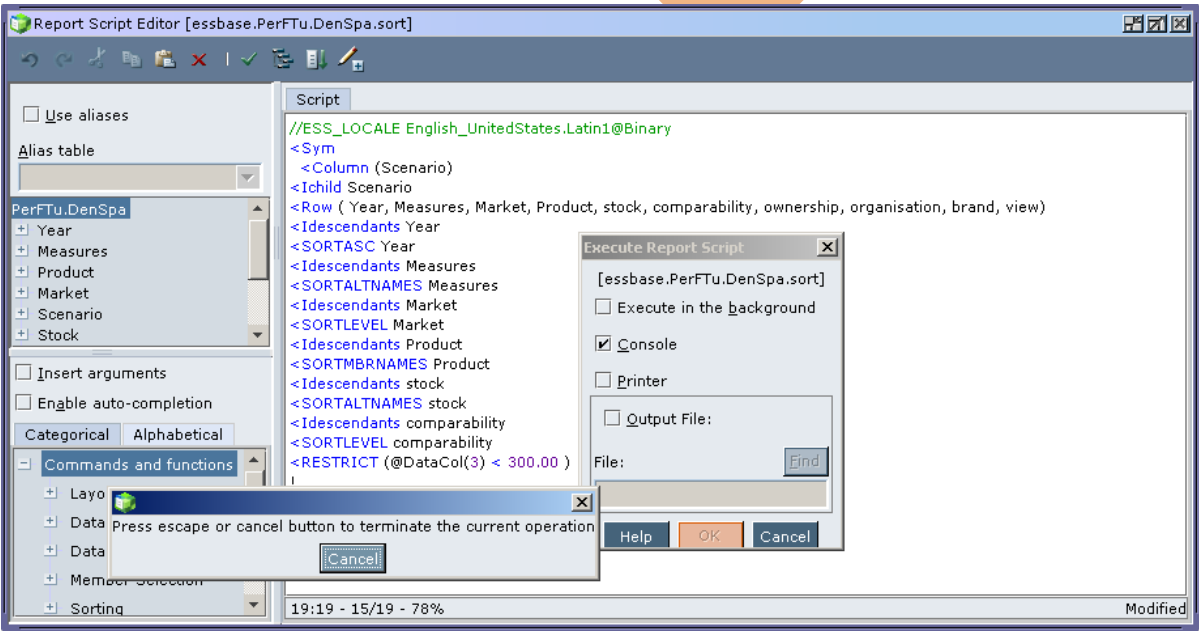 Report Script Editor [essbase.PerFTu.DenSpa.sort]
Use aliases
Alias table
PerFTu.DenSpa
Year
Measures
Product
Market
Scenario
Stock
Insert arguments
Enable auto-completion
Categorical Alphabetical
Commands and functions
Layo
Data
Data
Member Selection
Sorting
Script
//ESS_LOCALE English_UnitedStates.Latin1@Binary
<Sym
<Column (Scenario)
<Ichild Scenario
<Row ( Year, Measures, Market, Product, stock, comparability, ownership, organisation, brand, view)
<Idescendants Year
<SORTASC Year
<Idescendants Measures
<SORTALTNAMES Measures
<Idescendants Market
<SORTLEVEL Market
<Idescendants Product
<SORTMBRNAMES Product
<Idescendants stock
<SORTALTNAMES stock
<Idescendants comparability
<SORTLEVEL comparability
<RESTRICT (@DataCol(3) < 300.00 )
Execute Report Script
[essbase.PerFTu.DenSpa.sort]
Execute in the background
Console
Printer
Output File:
File:
Find
Help OK Cancel
Press escape or cancel button to terminate the current operation
Cancel
19:19 - 15/19 - 78%
Modified